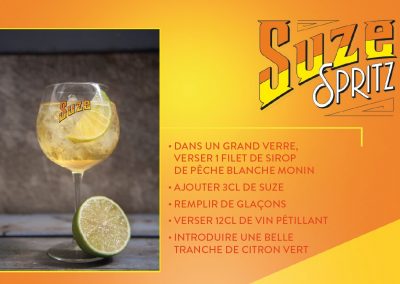 Suze
SPRITZ
Suze
• DANS UN GRAND VERRE,
VERSER 1 FILET DE SIROP
DE PÊCHE BLANCHE MONIN
• AJOUTER 3CL DE SUZE
• REMPLIR DE GLAÇONS
• VERSER 12CL DE VIN PÉTILLANT
• INTRODUIRE UNE BELLE
TRANCHE DE CITRON VERT